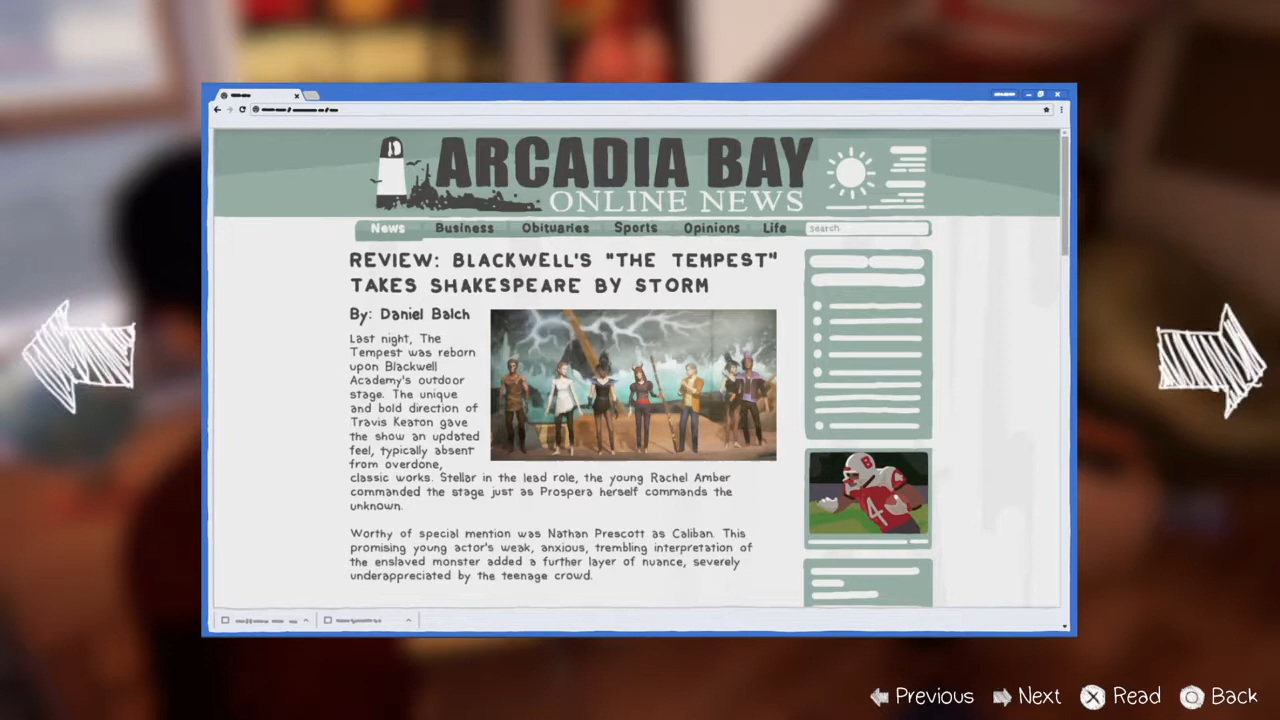 ARCADIA BAY
ONLINE NEWS
News Business Obituaries Sports Opinions Life search
REVIEW: BLACKWELL'S "THE TEMPEST"
TAKES SHAKESPEARE BY STORM
By: Daniel Balch
Last night, The
Tempest was reborn
upon Blackwell
Academy's outdoor
stage. The unique
and bold direction of
Travis Keaton gave
the show an updated
feel, typically absent
from overdone,
classic works. Stellar in the lead role, the young Rachel Amber
commanded the stage just as Prospera herself commands the
unknown.
Worthy of special mention was Nathan Prescott as Caliban. This
promising young actor's weak, anxious, trembling interpretation of
the enslaved monster added a further layer of nuance, severely
underappreciated by the teenage crowd.
B
4
Previous Next Read Back